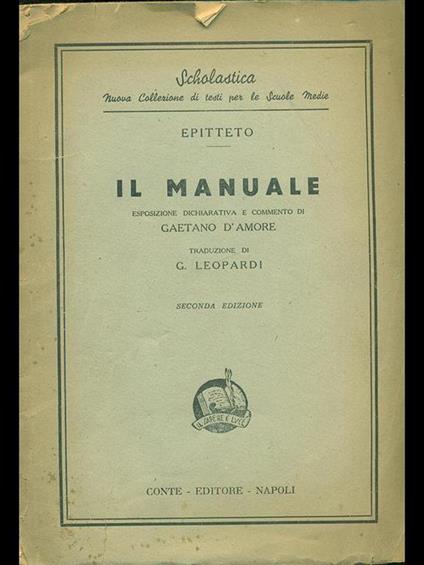 Scholastica
Nuova Collezione di testi per le Scuole Medie
EPITTETO
IL MANUALE
ESPOSIZIONE DICHIARATIVA E COMMENTO DI
GAETANO D'AMORE
TRADUZIONE DI
G. LEOPARDI
SECONDA EDIZIONE
IL SAPERE È LUCE
CONTE - EDITORE - NAPOLI